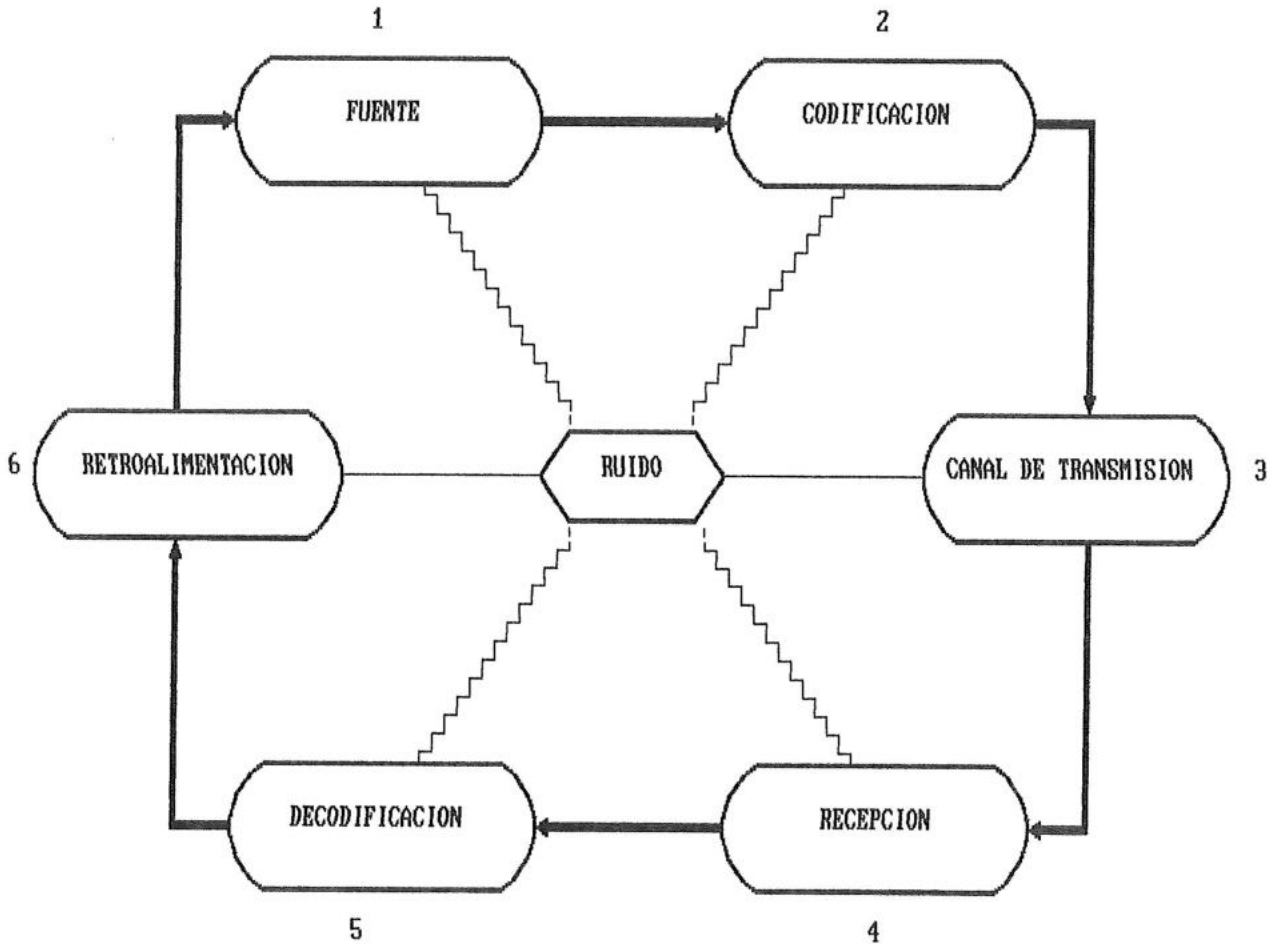 1
2
FUENTE
CODIFICACION
6
RETROALIMENTACION
RUIDO
CANAL DE TRANSMISION
3
DECODIFICACION
RECEPCION
5
4